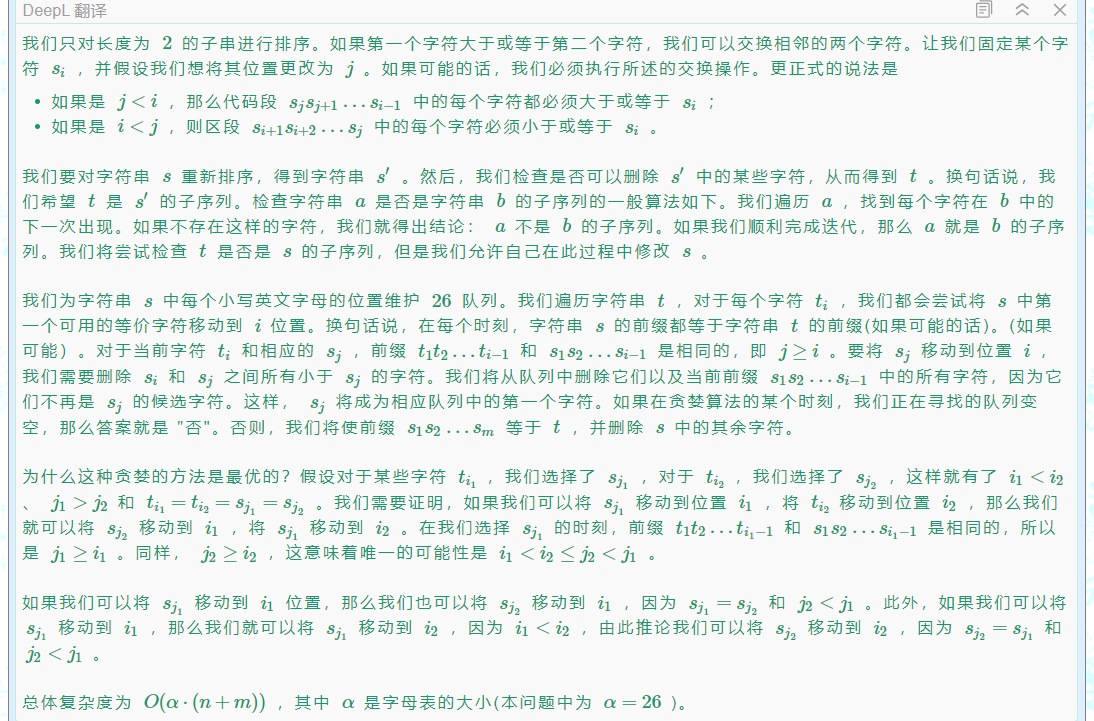 DeepL 翻译
我们只对长度为 2 的子串进行排序。如果第一个字符大于或等于第二个字符，我们可以交换相邻的两个字符。让我们固定某个字
符 s_i ，并假设我们想将其位置更改为 j 。如果可能的话，我们必须执行所述的交换操作。更正式的说法是
• 如果是 j < i ，那么代码段 s_j s_{j+1} … s_{i−1} 中的每个字符都必须大于或等于 s_i ；
• 如果是 i < j ，则区段 s_{i+1} s_{i+2} … s_j 中的每个字符必须小于或等于 s_i 。
我们要对字符串 s 重新排序，得到字符串 s′ 。然后，我们检查是否可以删除 s′ 中的某些字符，从而得到 t 。换句话说，我
们希望 t 是 s′ 的子序列。检查字符串 a 是否是字符串 b 的子序列的一般算法如下。我们遍历 a ，找到每个字符在 b 中的
下一次出现。如果不存在这样的字符，我们就得出结论： a 不是 b 的子序列。如果我们顺利完成迭代，那么 a 就是 b 的子序
列。我们将尝试检查 t 是否是 s 的子序列，但是我们允许自己在此过程中修改 s 。
我们为字符串 s 中每个小写英文字母的位置维护 26 队列。我们遍历字符串 t ，对于每个字符 t_i ，我们都会尝试将 s 中第
一个可用的等价字符移动到 i 位置。换句话说，在每个时刻，字符串 s 的前缀都等于字符串 t 的前缀(如果可能的话)。(如果
可能）。对于当前字符 t_i 和相应的 s_j ，前缀 t_1 t_2 … t_{i−1} 和 s_1 s_2 … s_{i−1} 是相同的，即 j ≥ i 。要将 s_j 移动到位置 i ，
我们需要删除 s_i 和 s_j 之间所有小于 s_j 的字符。我们将从队列中删除它们以及当前前缀 s_1 s_2 … s_{i−1} 中的所有字符，因为它
们不再是 s_j 的候选字符。这样， s_j 将成为相应队列中的第一个字符。如果在贪婪算法的某个时刻，我们正在寻找的队列变
空，那么答案就是 "否"。否则，我们将使前缀 s_1 s_2 … s_m 等于 t ，并删除 s 中的其余字符。
为什么这种贪婪的方法是最优的？假设对于某些字符 t_{i_1} ，我们选择了 s_{j_1} ，对于 t_{i_2} ，我们选择了 s_{j_2} ，这样就有了 i_1 < i_2
、 j_1 > j_2 和 t_{i_1} = t_{i_2} = s_{j_1} = s_{j_2} 。我们需要证明，如果我们可以将 s_{j_1} 移动到位置 i_1 ，将 t_{i_2} 移动到位置 i_2 ，那么我们
就可以将 s_{j_2} 移动到 i_1 ，将 s_{j_1} 移动到 i_2 。在我们选择 s_{j_1} 的时刻，前缀 t_1 t_2 … t_{i_1−1} 和 s_1 s_2 … s_{i_1−1} 是相同的，所以
是 j_1 ≥ i_1 。同样， j_2 ≥ i_2 ，这意味着唯一的可能性是 i_1 < i_2 ≤ j_2 < j_1 。
如果我们可以将 s_{j_1} 移动到 i_1 位置，那么我们也可以将 s_{j_2} 移动到 i_1 ，因为 s_{j_1} = s_{j_2} 和 j_2 < j_1 。此外，如果我们可以将
s_{j_1} 移动到 i_1 ，那么我们就可以将 s_{j_1} 移动到 i_2 ，因为 i_1 < i_2 ，由此推论我们可以将 s_{j_2} 移动到 i_2 ，因为 s_{j_2} = s_{j_1} 和
j_2 < j_1 。
总体复杂度为 O(α · (n + m)) ，其中 α 是字母表的大小(本问题中为 α = 26 )。